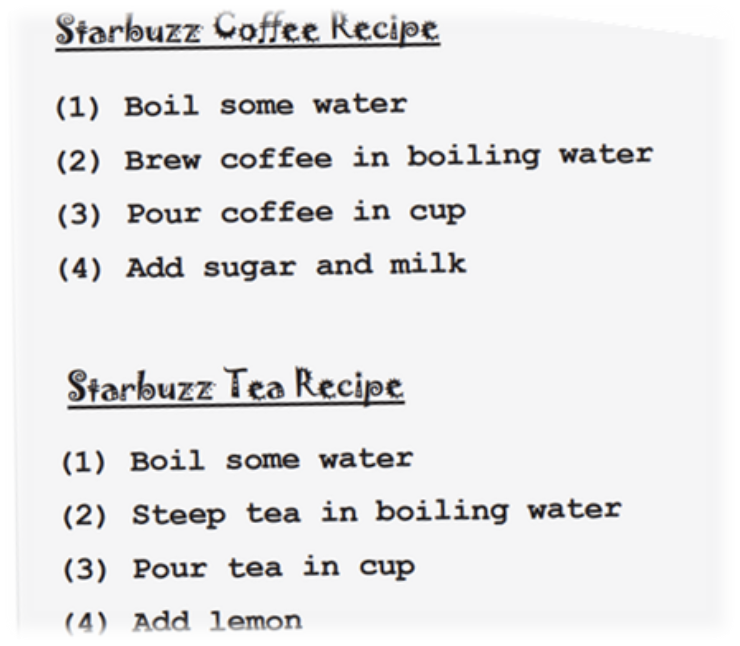 Starbuzz Coffee Recipe
(1) Boil some water
(2) Brew coffee in boiling water
(3) Pour coffee in cup
(4) Add sugar and milk
Starbuzz Tea Recipe
(1) Boil some water
(2) Steep tea in boiling water
(3) Pour tea in cup
(4) Add lemon